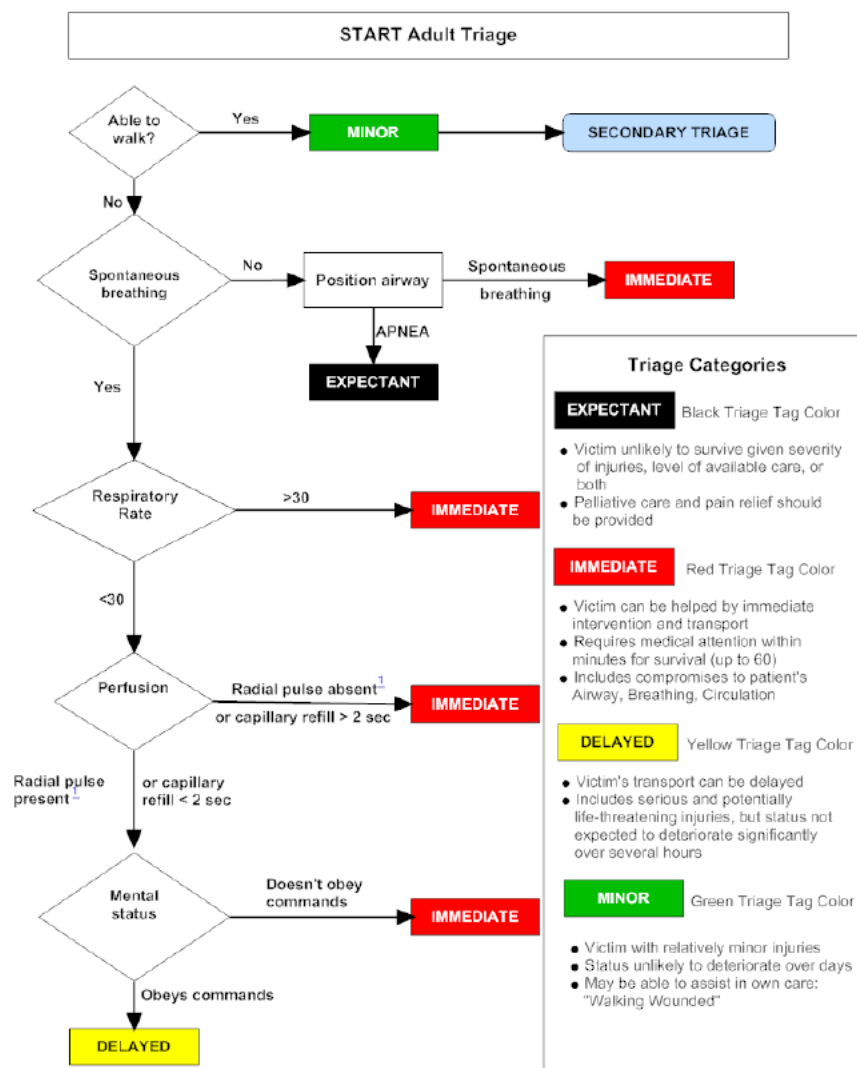 START Adult Triage
Able to
walk?
Yes
MINOR
SECONDARY TRIAGE
No
Spontaneous
breathing
No
Position airway
Spontaneous
breathing
IMMEDIATE
APNEA
EXPECTANT
Yes
Respiratory
Rate
>30
IMMEDIATE
<30
Perfusion
Radial pulse absent1
or capillary refill > 2 sec
IMMEDIATE
Radial pulse
present1
or capillary
refill < 2 sec
Mental
status
Doesn't obey
commands
IMMEDIATE
Obeys commands
DELAYED
Triage Categories
EXPECTANT Black Triage Tag Color
● Victim unlikely to survive given severity
of injuries, level of available care, or
both
● Palliative care and pain relief should
be provided
IMMEDIATE Red Triage Tag Color
● Victim can be helped by immediate
intervention and transport
● Requires medical attention within
minutes for survival (up to 60)
● Includes compromises to patient's
Airway, Breathing, Circulation
DELAYED Yellow Triage Tag Color
● Victim's transport can be delayed
● Includes serious and potentially
life-threatening injuries, but status not
expected to deteriorate significantly
over several hours
MINOR Green Triage Tag Color
● Victim with relatively minor injuries
● Status unlikely to deteriorate over days
● May be able to assist in own care:
"Walking Wounded"